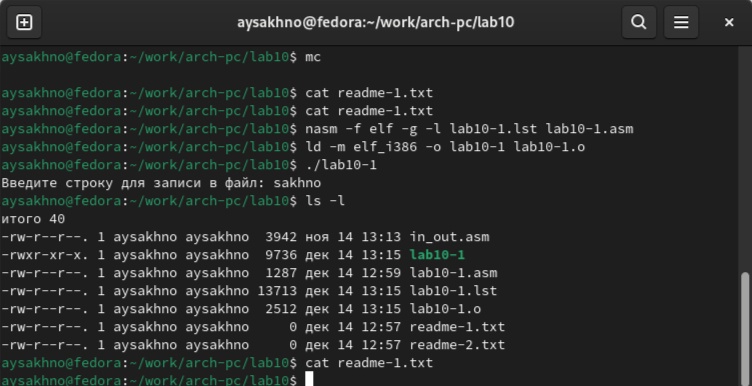 aysakhno@fedora:~/work/arch-pc/lab10
aysakhno@fedora:~/work/arch-pc/lab10$ mc
aysakhno@fedora:~/work/arch-pc/lab10$ cat readme-1.txt
aysakhno@fedora:~/work/arch-pc/lab10$ cat readme-1.txt
aysakhno@fedora:~/work/arch-pc/lab10$ nasm -f elf -g -l lab10-1.lst lab10-1.asm
aysakhno@fedora:~/work/arch-pc/lab10$ ld -m elf_i386 -o lab10-1 lab10-1.o
aysakhno@fedora:~/work/arch-pc/lab10$ ./lab10-1
Введите строку для записи в файл: sakhno
aysakhno@fedora:~/work/arch-pc/lab10$ ls -l
итого 40
-rw-r--r--. 1 aysakhno aysakhno  3942 ноя 14 13:13 in_out.asm
-rwxr-xr-x. 1 aysakhno aysakhno  9736 дек 14 13:15 lab10-1
-rw-r--r--. 1 aysakhno aysakhno  1287 дек 14 12:59 lab10-1.asm
-rw-r--r--. 1 aysakhno aysakhno 13713 дек 14 13:15 lab10-1.lst
-rw-r--r--. 1 aysakhno aysakhno  2512 дек 14 13:15 lab10-1.o
-rw-r--r--. 1 aysakhno aysakhno     0 дек 14 12:57 readme-1.txt
-rw-r--r--. 1 aysakhno aysakhno     0 дек 14 12:57 readme-2.txt
aysakhno@fedora:~/work/arch-pc/lab10$ cat readme-1.txt
aysakhno@fedora:~/work/arch-pc/lab10$